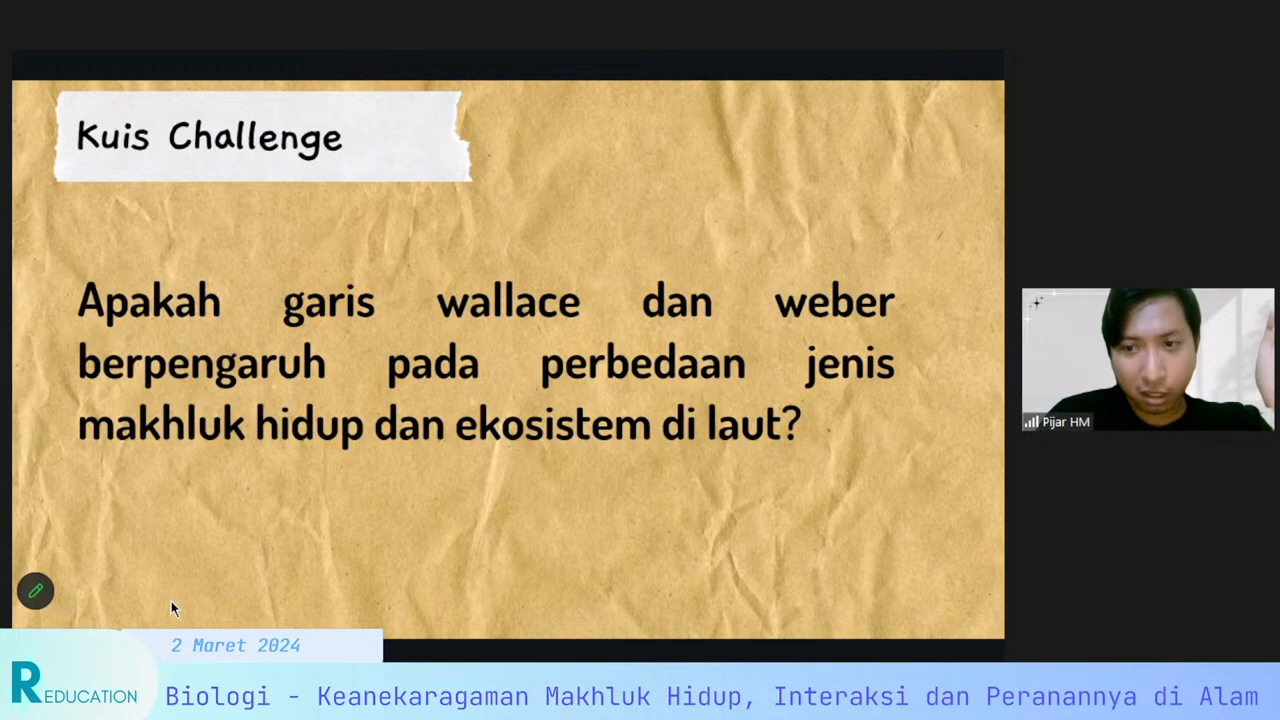 Kuis Challenge
Apakah garis wallace dan weber
berpengaruh pada perbedaan jenis
makhluk hidup dan ekosistem di laut?
Pijar HM
2 Maret 2024
REDUCATION
Biologi - Keanekaragaman Makhluk Hidup, Interaksi dan Peranannya di Alam